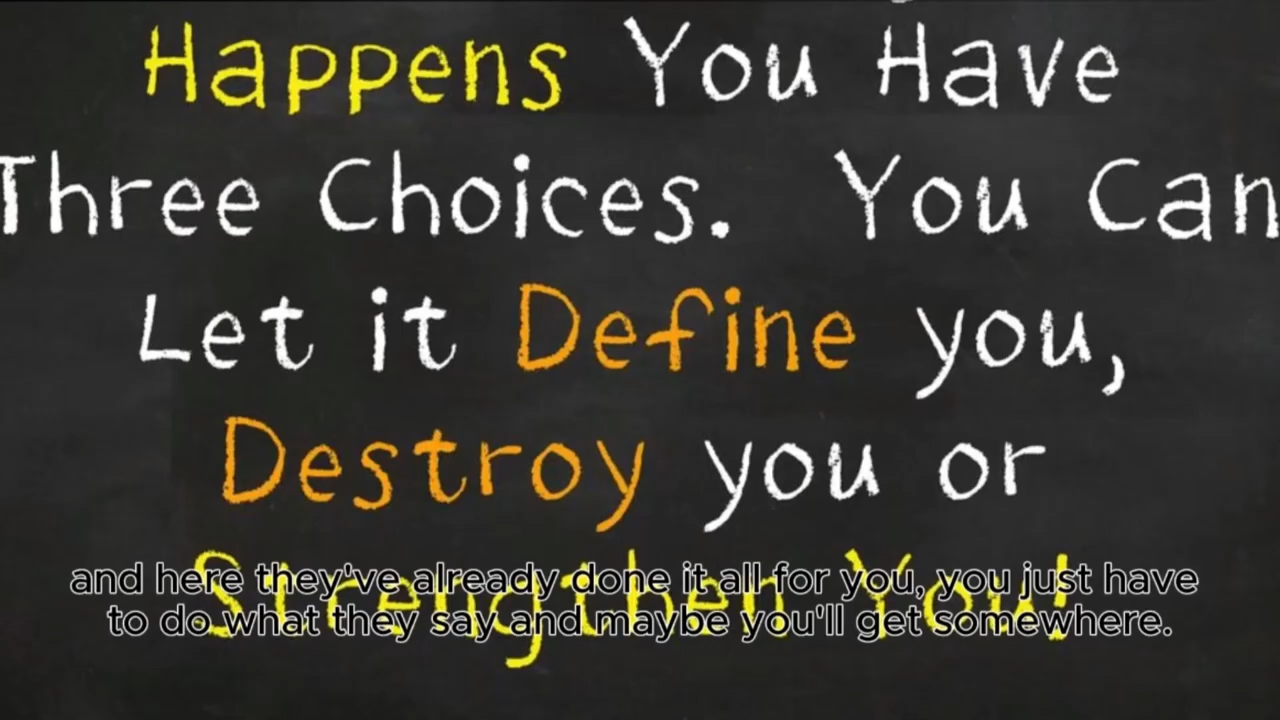 Happens You Have
Three Choices. You Can
Let it Define you,
Destroy you or
Strengthen You!
and here they've already done it all for you, you just have
to do what they say and maybe you'll get somewhere.